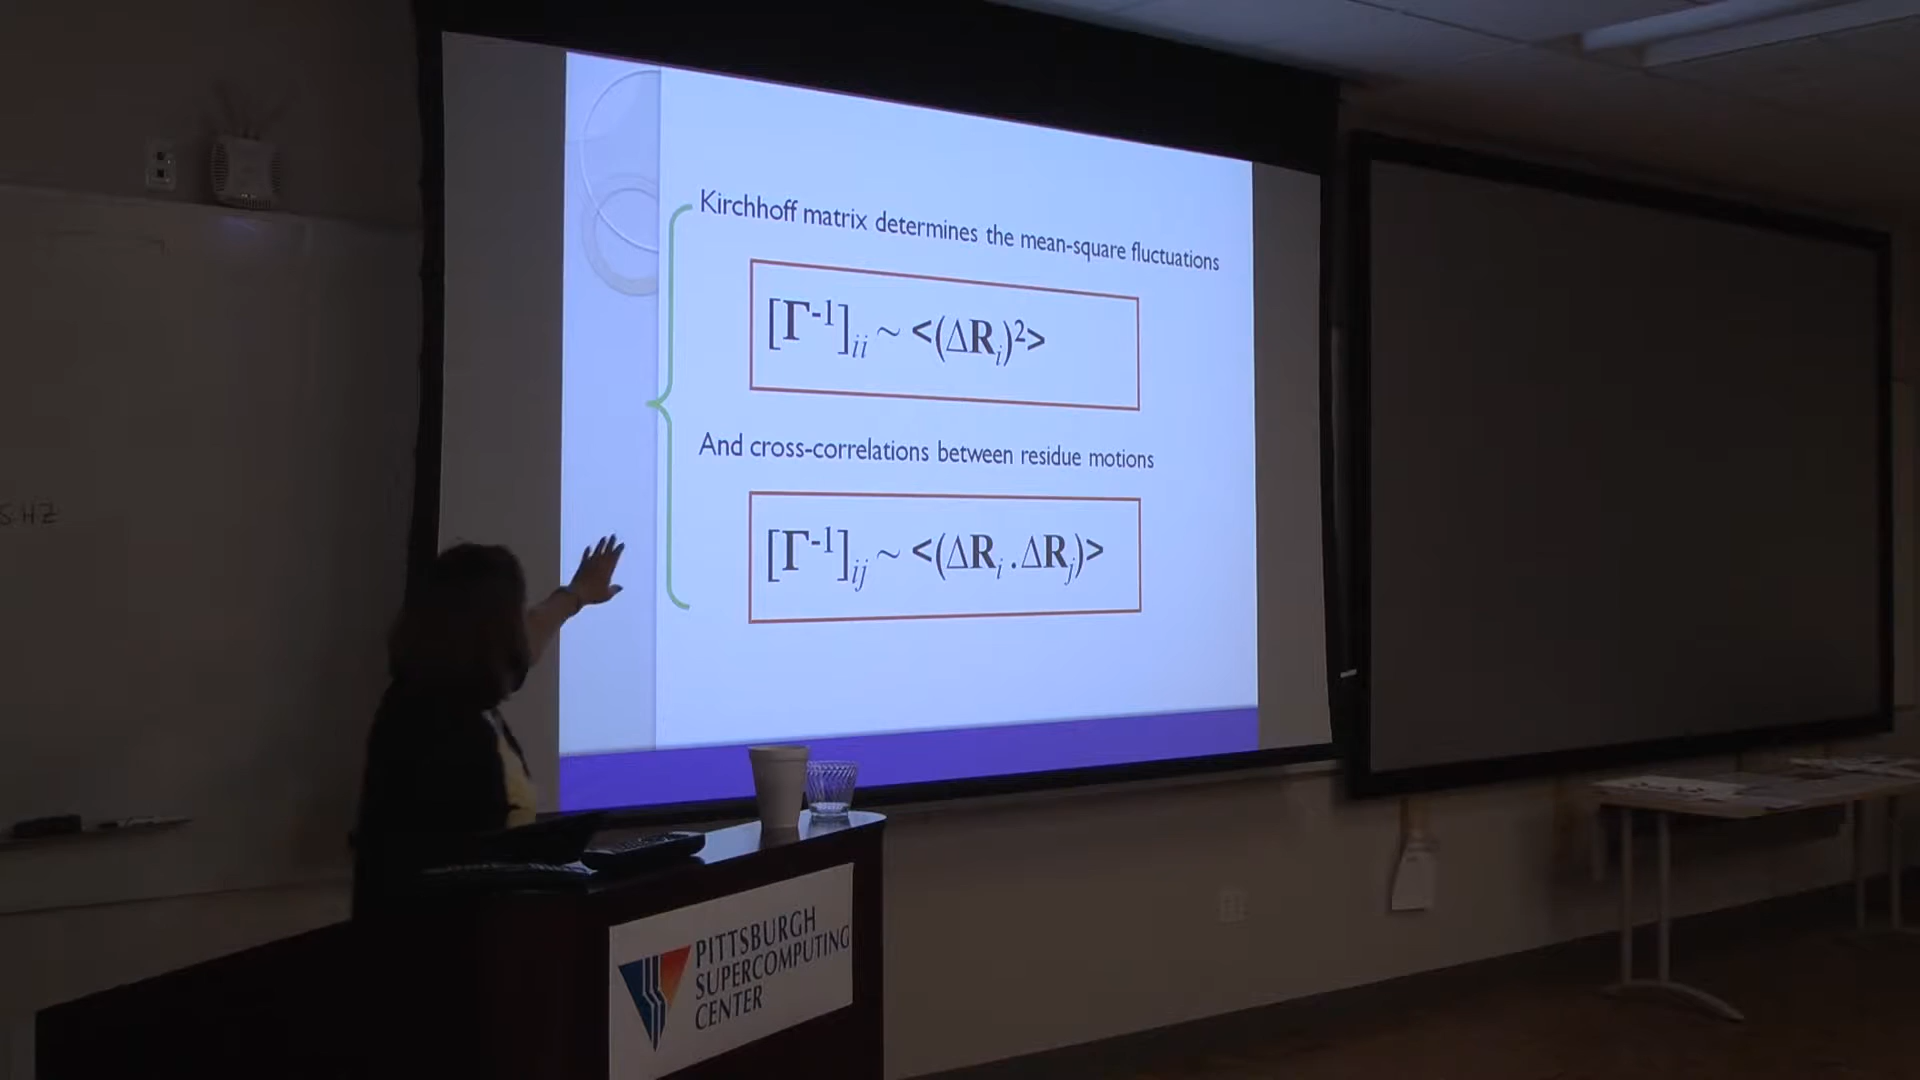 Kirchhoff matrix determines the mean-square fluctuations
[Γ⁻¹]ᵢᵢ ~ <(ΔRᵢ)²>
And cross-correlations between residue motions
[Γ⁻¹]ᵢⱼ ~ <(ΔRᵢ.ΔRⱼ)>
S.HZ
PITTSBURGH
SUPERCOMPUTING
CENTER